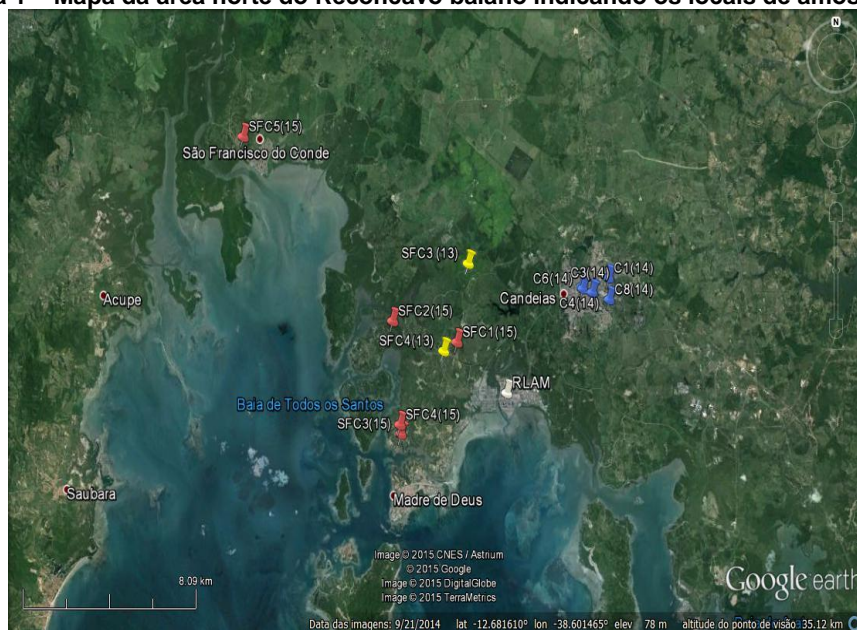 Mapa da área norte do Recôncavo baiano indicando os locais de
N
SFC5(15)
São Francisco do Conde
SFC3 (13)
C6(14) C3(14) C1(14)
Candeias C4(14) C8(14)
Acupe
SFC2(15)
SFC4(13) SFC1(15)
RLAM
Baia de Todos os Santos
SFC3(15) SFC4(15)
Saubara
Madre de Deus
Image © 2015 CNES / Astrium
© 2015 Google
Image © 2015 DigitalGlobe
Image © 2015 TerraMetrics
8.09 km
Google earth
Data das imagens: 9/21/2014 lat -12.681610° lon -38.601465° elev 78 m altitude do ponto de visão 35.12 km